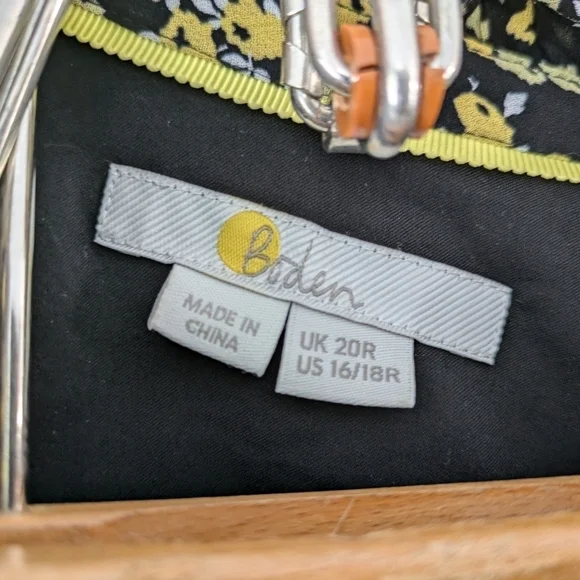 Boden
MADE IN
CHINA
UK 20R
US 16/18R